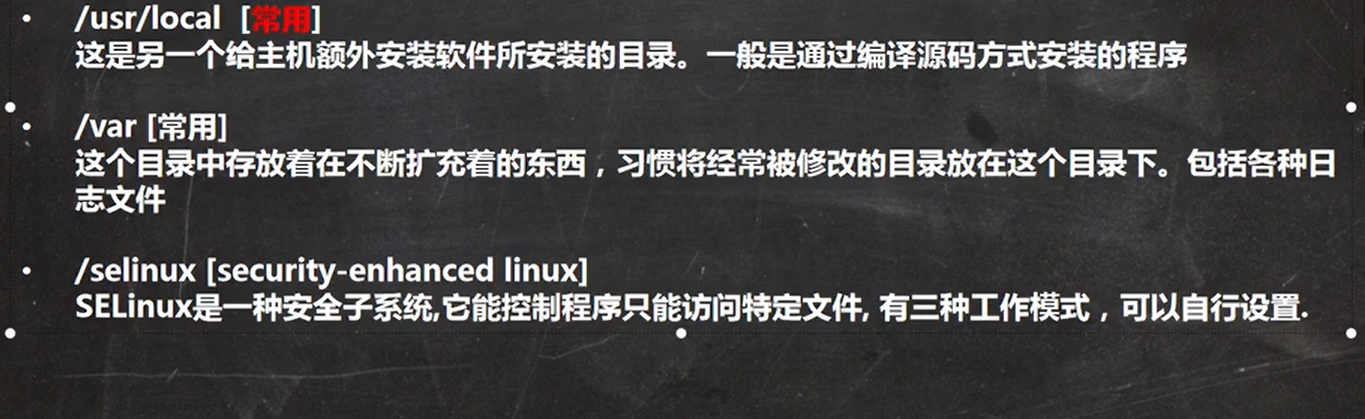 • /usr/local [常用]
这是另一个给主机额外安装软件所安装的目录。一般是通过编译源码方式安装的程序
• /var [常用]
这个目录中存放着在不断扩充着的东西，习惯将经常被修改的目录放在这个目录下。包括各种日
志文件
• /selinux [security-enhanced linux]
SELinux是一种安全子系统,它能控制程序只能访问特定文件, 有三种工作模式，可以自行设置.